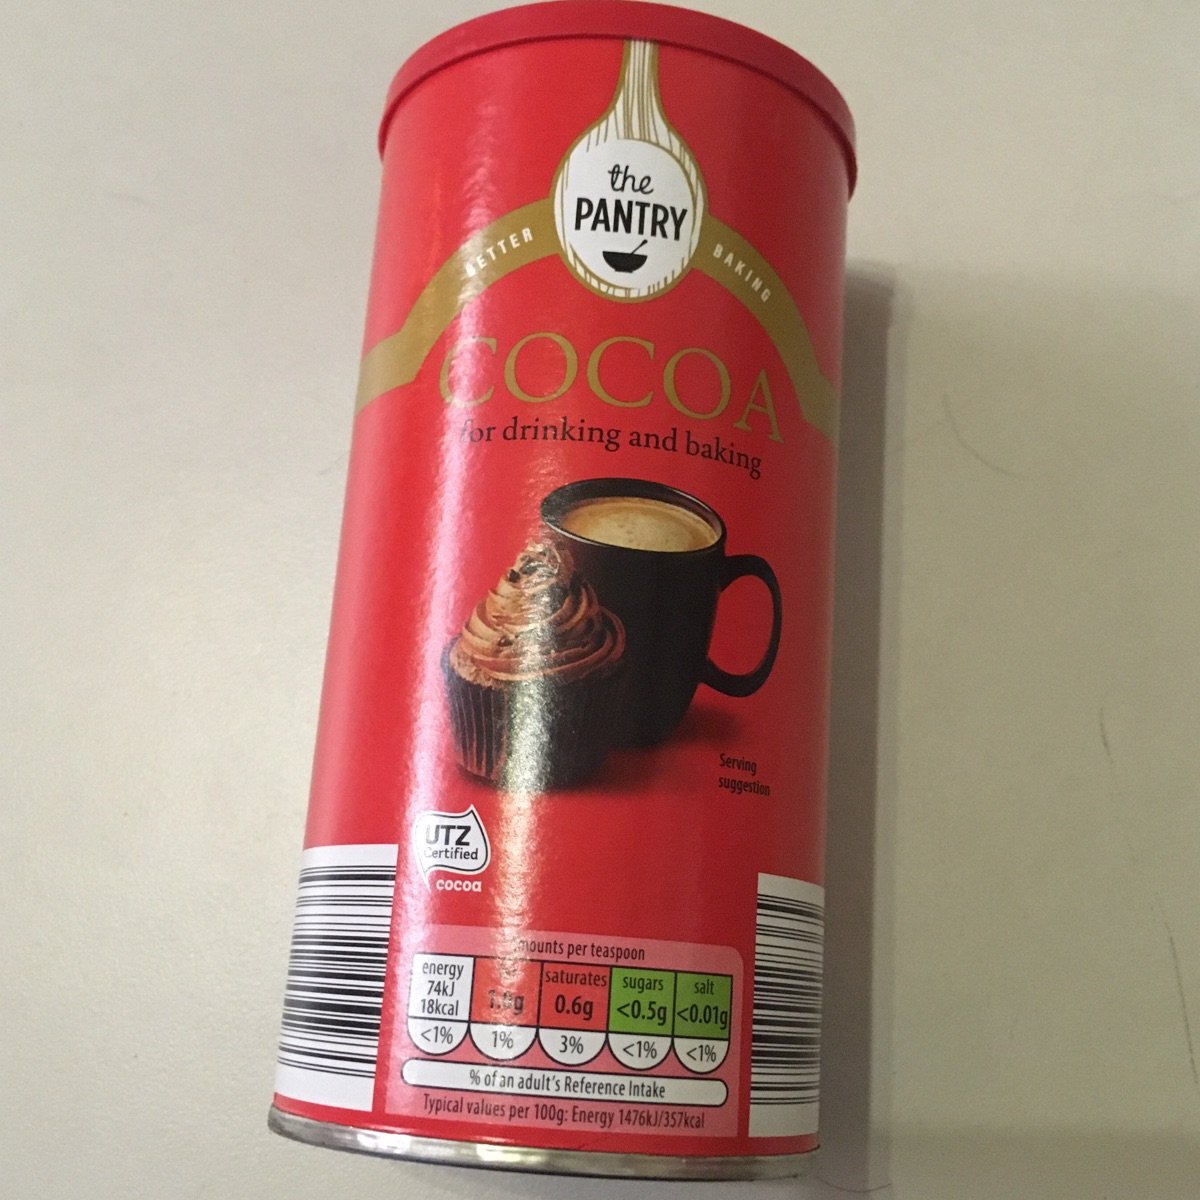 the
PANTRY
BETTER BAKING
COCOA
for drinking and baking
Serving
suggestion
UTZ
Certified
cocoa
amounts per teaspoon
energy
74kJ
18kcal
<1%
1%
saturates
0.6g
3%
sugars
<0.5g
<1%
salt
<0.01g
<1%
% of an adult's Reference Intake
Typical values per 100g: Energy 1476kJ/357kcal